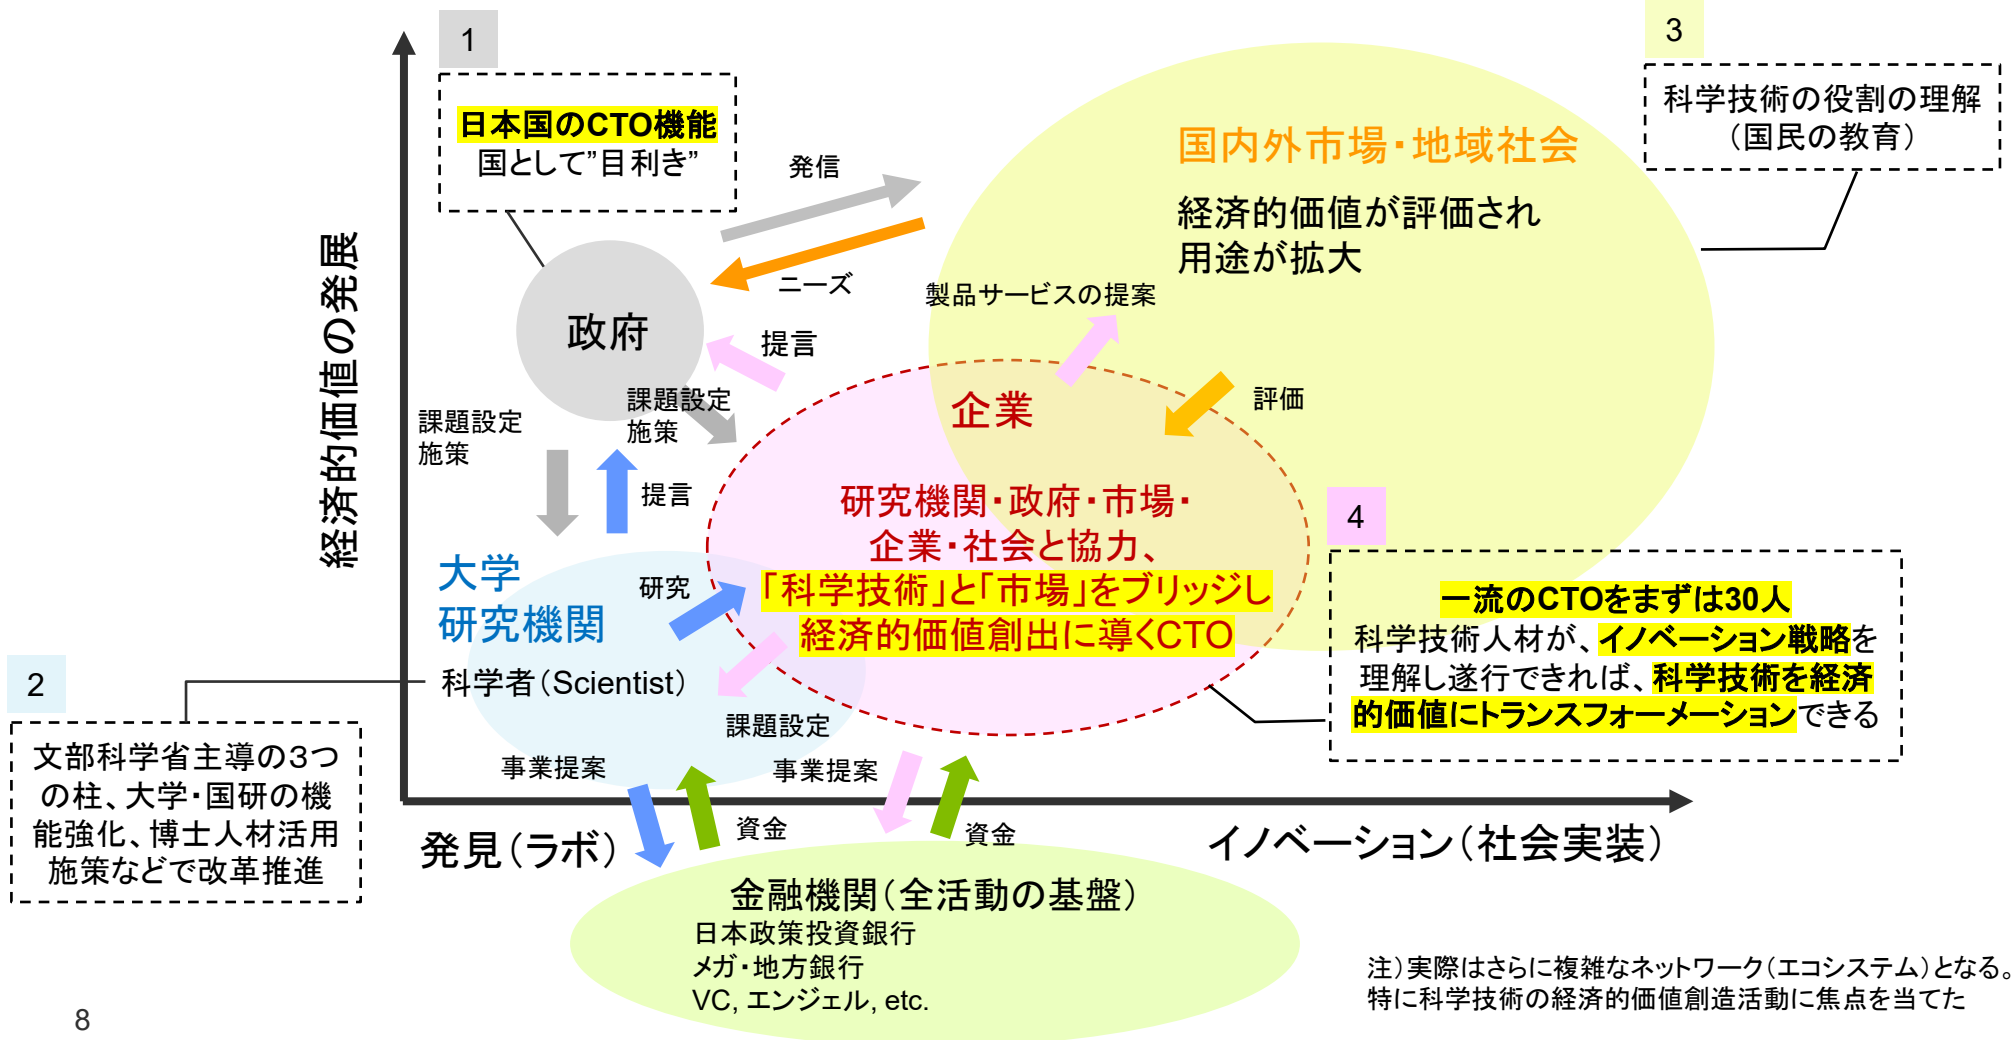 1
日本国のCTO機能
国として”目利き”
3
科学技術の役割の理解
（国民の教育）
発信
ニーズ
国内外市場・地域社会
経済的価値が評価され
用途が拡大
製品サービスの提案
政府
提言
課題設定
施策
課題設定
施策
提言
企業
評価
研究機関・政府・市場・
企業・社会と協力、
「科学技術」と「市場」をブリッジし
経済的価値創出に導くCTO
4
一流のCTOをまずは30人
科学技術人材が、イノベーション戦略を
理解し遂行できれば、科学技術を経済
的価値にトランスフォーメーションできる
大学
研究機関
科学者（Scientist）
研究
課題設定
2
文部科学省主導の3つ
の柱、大学・国研の機
能強化、博士人材活用
施策などで改革推進
事業提案
資金
事業提案
資金
経済的価値の発展
発見（ラボ）
イノベーション（社会実装）
金融機関（全活動の基盤）
日本政策投資銀行
メガ・地方銀行
VC, エンジェル, etc.
注）実際はさらに複雑なネットワーク（エコシステム）となる。
特に科学技術の経済的価値創造活動に焦点を当てた
8